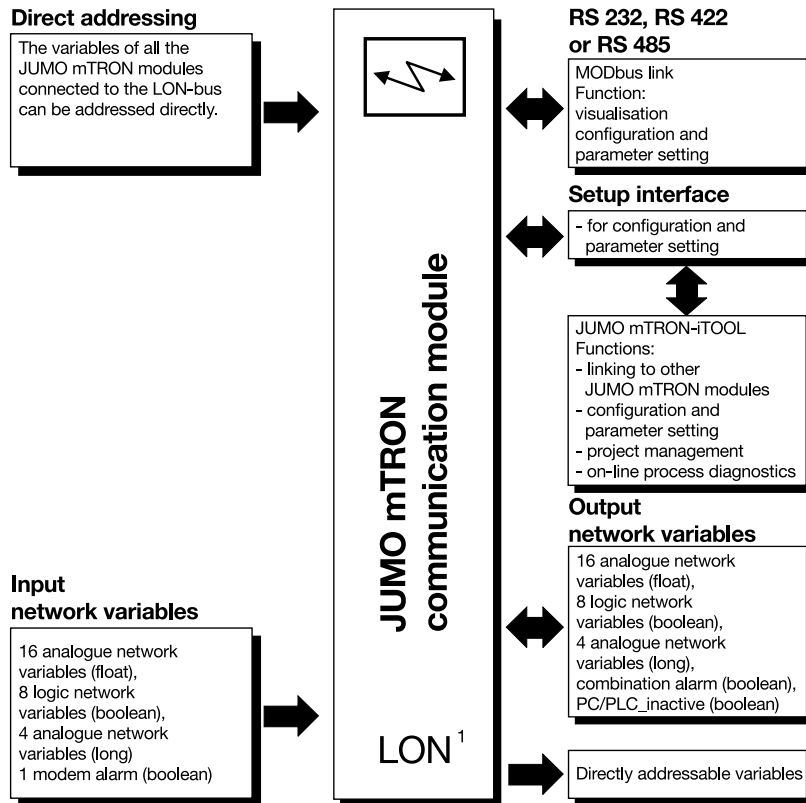 Direct addressing
The variables of all the
JUMO mTRON modules
connected to the LON-bus
can be addressed directly.
Input
network variables
16 analogue network
variables (float),
8 logic network
variables (boolean),
4 analogue network
variables (long)
1 modem alarm (boolean)
JUMO mTRON
communication module
LON 1
RS 232, RS 422
or RS 485
MODbus link
Function:
visualisation
configuration and
parameter setting
Setup interface
- for configuration and
parameter setting
JUMO mTRON-iTOOL
Functions:
- linking to other
JUMO mTRON modules
- configuration and
parameter setting
- project management
- on-line process diagnostics
Output
network variables
16 analogue network
variables (float),
8 logic network
variables (boolean),
4 analogue network
variables (long),
combination alarm (boolean),
PC/PLC_inactive (boolean)
Directly addressable variables